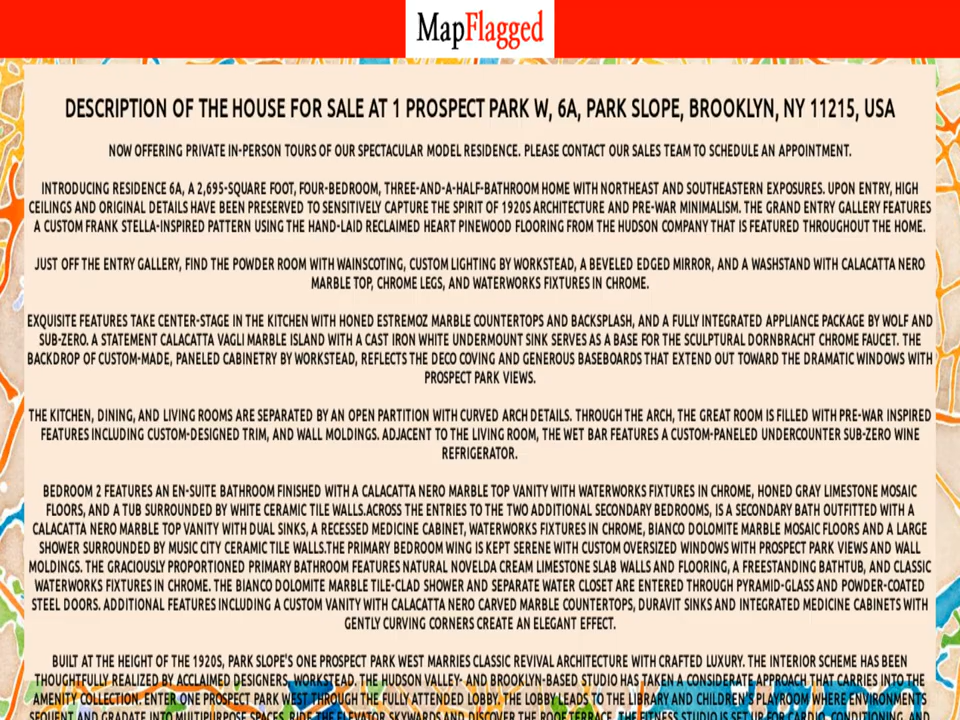 MapFlagged
DESCRIPTION OF THE HOUSE FOR SALE AT 1 PROSPECT PARK W, 6A, PARK SLOPE, BROOKLYN, NY 11215, USA
NOW OFFERING PRIVATE IN-PERSON TOURS OF OUR SPECTACULAR MODEL RESIDENCE. PLEASE CONTACT OUR SALES TEAM TO SCHEDULE AN APPOINTMENT.
INTRODUCING RESIDENCE 6A, A 2,695-SQUARE FOOT, FOUR-BEDROOM, THREE-AND-A-HALF-BATHROOM HOME WITH NORTHEAST AND SOUTHEASTERN EXPOSURES. UPON ENTRY, HIGH
CEILINGS AND ORIGINAL DETAILS HAVE BEEN PRESERVED TO SENSITIVELY CAPTURE THE SPIRIT OF 1920S ARCHITECTURE AND PRE-WAR MINIMALISM. THE GRAND ENTRY GALLERY FEATURES
A CUSTOM FRANK STELLA-INSPIRED PATTERN USING THE HAND-LAID RECLAIMED HEART PINEWOOD FLOORING FROM THE HUDSON COMPANY THAT IS FEATURED THROUGHOUT THE HOME.
JUST OFF THE ENTRY GALLERY, FIND THE POWDER ROOM WITH WAINSCOTING, CUSTOM LIGHTING BY WORKSTEAD, A BEVELED EDGED MIRROR, AND A WASHSTAND WITH CALACATTA NERO
MARBLE TOP, CHROME LEGS, AND WATERWORKS FIXTURES IN CHROME.
EXQUISITE FEATURES TAKE CENTER-STAGE IN THE KITCHEN WITH HONED ESTREMOZ MARBLE COUNTERTOPS AND BACKSPLASH, AND A FULLY INTEGRATED APPLIANCE PACKAGE BY WOLF AND
SUB-ZERO. A STATEMENT CALACATTA VAGLI MARBLE ISLAND WITH A CAST IRON WHITE UNDERMOUNT SINK SERVES AS A BASE FOR THE SCULPTURAL DORNBRACHT CHROME FAUCET. THE
BACKDROP OF CUSTOM-MADE, PANELED CABINETRY BY WORKSTEAD, REFLECTS THE DECO COVING AND GENEROUS BASEBOARDS THAT EXTEND OUT TOWARD THE DRAMATIC WINDOWS WITH
PROSPECT PARK VIEWS.
THE KITCHEN, DINING, AND LIVING ROOMS ARE SEPARATED BY AN OPEN PARTITION WITH CURVED ARCH DETAILS. THROUGH THE ARCH, THE GREAT ROOM IS FILLED WITH PRE-WAR INSPIRED
FEATURES INCLUDING CUSTOM-DESIGNED TRIM, AND WALL MOLDINGS. ADJACENT TO THE LIVING ROOM, THE WET BAR FEATURES A CUSTOM-PANELED UNDERCOUNTER SUB-ZERO WINE
REFRIGERATOR.
BEDROOM 2 FEATURES AN EN-SUITE BATHROOM FINISHED WITH A CALACATTA NERO MARBLE TOP VANITY WITH WATERWORKS FIXTURES IN CHROME, HONED GRAY LIMESTONE MOSAIC
FLOORS, AND A TUB SURROUNDED BY WHITE CERAMIC TILE WALLS.ACROSS THE ENTRIES TO THE TWO ADDITIONAL SECONDARY BEDROOMS, IS A SECONDARY BATH OUTFITTED WITH A
CALACATTA NERO MARBLE TOP VANITY WITH DUAL SINKS, A RECESSED MEDICINE CABINET, WATERWORKS FIXTURES IN CHROME, BIANCO DOLOMITE MARBLE MOSAIC FLOORS AND A LARGE
SHOWER SURROUNDED BY MUSIC CITY CERAMIC TILE WALLS.THE PRIMARY BEDROOM WING IS KEPT SERENE WITH CUSTOM OVERSIZED WINDOWS WITH PROSPECT PARK VIEWS AND WALL
MOLDINGS. THE GRACIOUSLY PROPORTIONED PRIMARY BATHROOM FEATURES NATURAL NOVELDA CREAM LIMESTONE SLAB WALLS AND FLOORING, A FREESTANDING BATHTUB, AND CLASSIC
WATERWORKS FIXTURES IN CHROME. THE BIANCO DOLOMITE MARBLE TILE-CLAD SHOWER AND SEPARATE WATER CLOSET ARE ENTERED THROUGH PYRAMID-GLASS AND POWDER-COATED
STEEL DOORS. ADDITIONAL FEATURES INCLUDING A CUSTOM VANITY WITH CALACATTA NERO CARVED MARBLE COUNTERTOPS, DURAVIT SINKS AND INTEGRATED MEDICINE CABINETS WITH
GENTLY CURVING CORNERS CREATE AN ELEGANT EFFECT.
BUILT AT THE HEIGHT OF THE 1920S, PARK SLOPE'S ONE PROSPECT PARK WEST MARRIES CLASSIC REVIVAL ARCHITECTURE WITH CRAFTED LUXURY. THE INTERIOR SCHEME HAS BEEN
THOUGHTFULLY REALIZED BY ACCLAIMED DESIGNERS, WORKSTEAD. THE HUDSON VALLEY- AND BROOKLYN-BASED STUDIO HAS TAKEN A CONSIDERATE APPROACH THAT CARRIES INTO THE
AMENITY COLLECTION. ENTER ONE PROSPECT PARK WEST THROUGH THE FULLY ATTENDED LOBBY. THE LOBBY LEADS TO THE LIBRARY AND CHILDREN'S PLAYROOM WHERE ENVIRONMENTS
SEQUENT AND GRADATE INTO MULTIPURPOSE SPACES. RIDE THE ELEVATOR SKYWARDS AND DISCOVER THE ROOF TERRACE. THE FITNESS STUDIO IS SET UP FOR CARDIO, CONDITIONING, AND